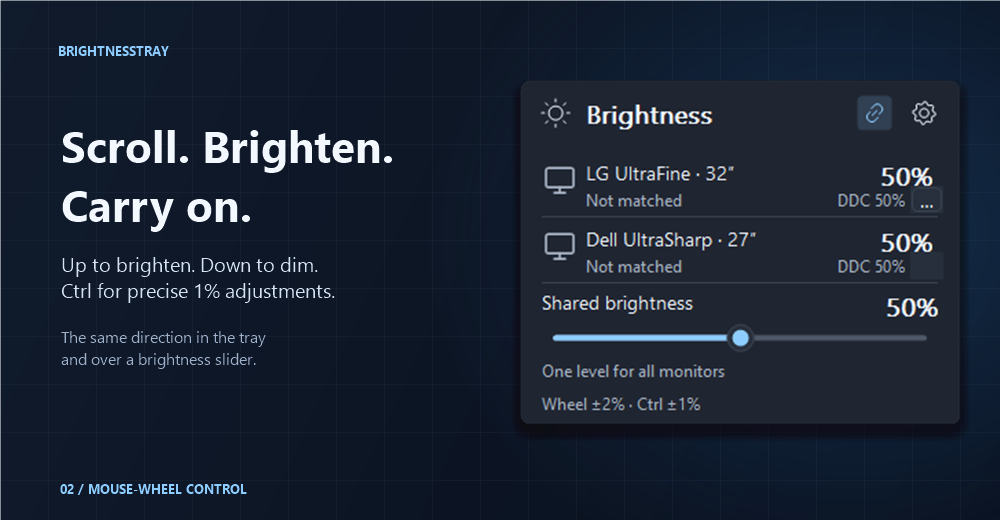 BRIGHTNESSTRAY
Scroll. Brighten.
Carry on.
Up to brighten. Down to dim.
Ctrl for precise 1% adjustments.
The same direction in the tray
and over a brightness slider.
02 / MOUSE-WHEEL CONTROL
Brightness
LG UltraFine · 32″ 50%
Not matched DDC 50% ...
Dell UltraSharp · 27″ 50%
Not matched DDC 50%
Shared brightness 50%
One level for all monitors
Wheel ±2% · Ctrl ±1%